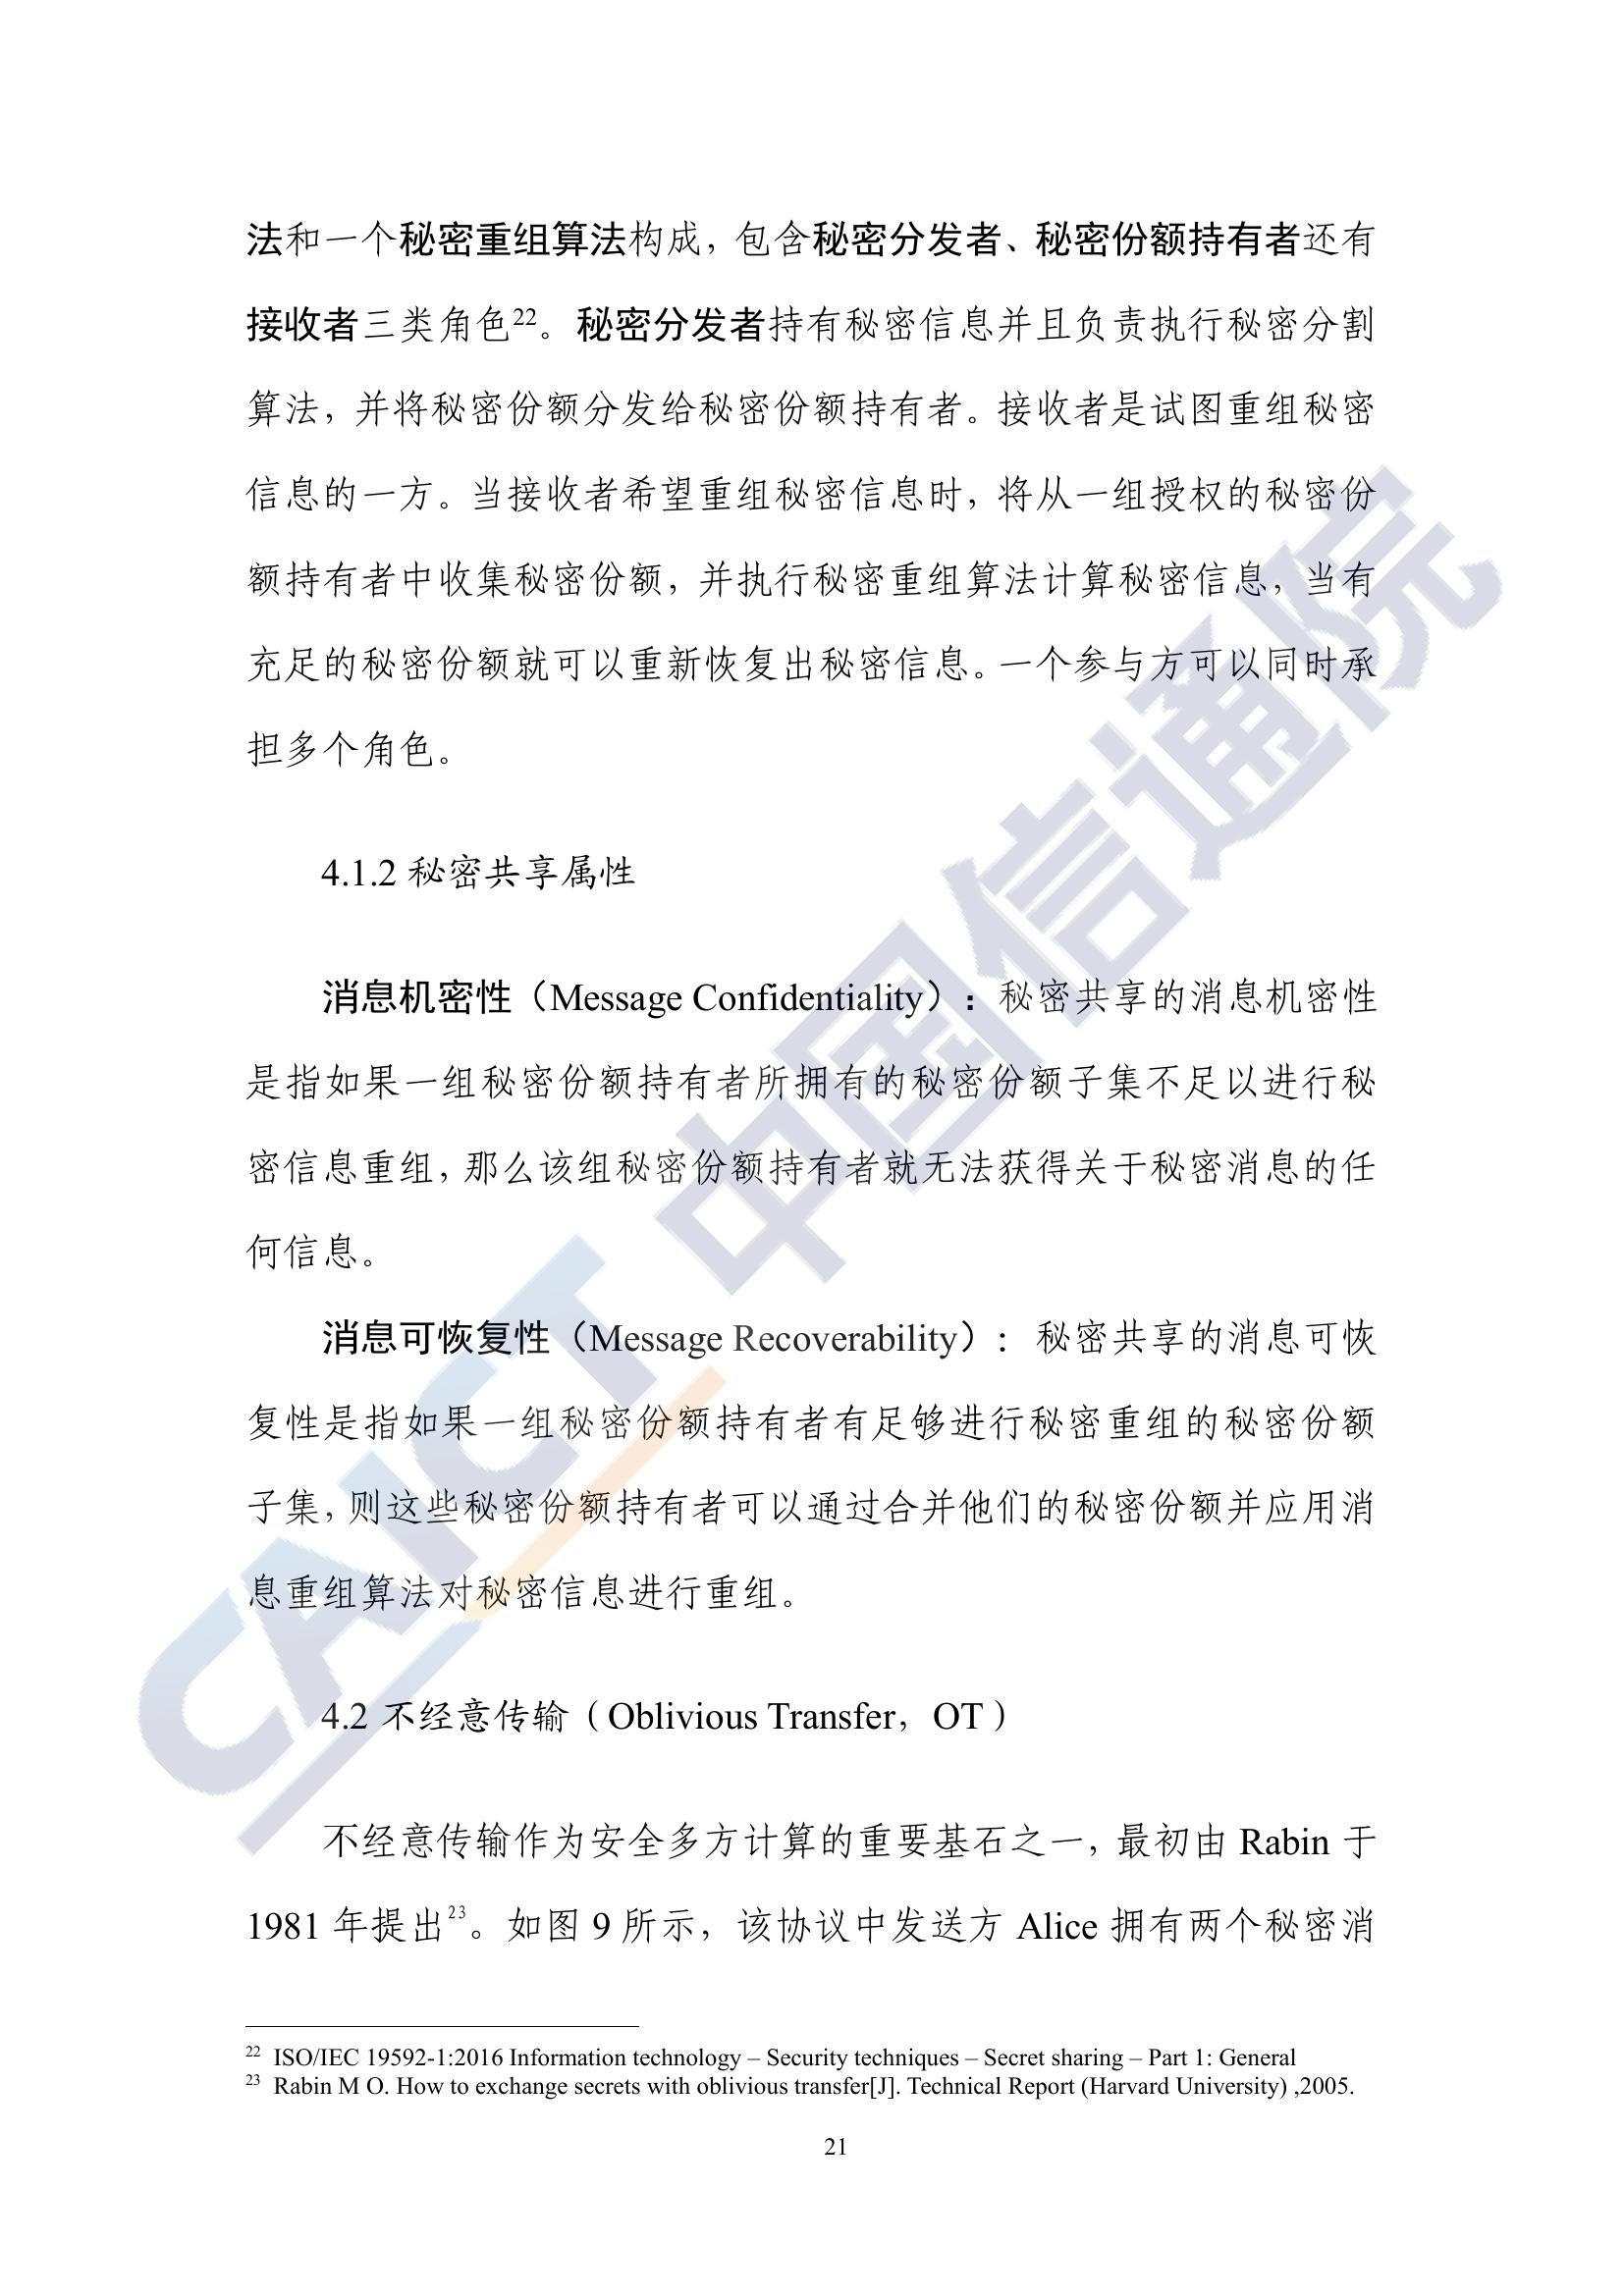 法和一个秘密重组算法构成，包含秘密分发者、秘密份额持有者还有
接收者三类角色22。秘密分发者持有秘密信息并且负责执行秘密分割
算法，并将秘密份额分发给秘密份额持有者。接收者是试图重组秘密
信息的一方。当接收者希望重组秘密信息时，将从一组授权的秘密份
额持有者中收集秘密份额，并执行秘密重组算法计算秘密信息，当有
充足的秘密份额就可以重新恢复出秘密信息。一个参与方可以同时承
担多个角色。
4.1.2 秘密共享属性
消息机密性（Message Confidentiality）：秘密共享的消息机密性
是指如果一组秘密份额持有者所拥有的秘密份额子集不足以进行秘
密信息重组，那么该组秘密份额持有者就无法获得关于秘密消息的任
何信息。
消息可恢复性（Message Recoverability）： 秘密共享的消息可恢
复性是指如果一组秘密份额持有者有足够进行秘密重组的秘密份额
子集，则这些秘密份额持有者可以通过合并他们的秘密份额并应用消
息重组算法对秘密信息进行重组。
4.2 不经意传输（Oblivious Transfer，OT）
不经意传输作为安全多方计算的重要基石之一，最初由 Rabin 于
1981 年提出23。如图 9 所示，该协议中发送方 Alice 拥有两个秘密消
22 ISO/IEC 19592-1:2016 Information technology – Security techniques – Secret sharing – Part 1: General
23 Rabin M O. How to exchange secrets with oblivious transfer[J]. Technical Report (Harvard University) ,2005.
21
CAICT 中国信通院